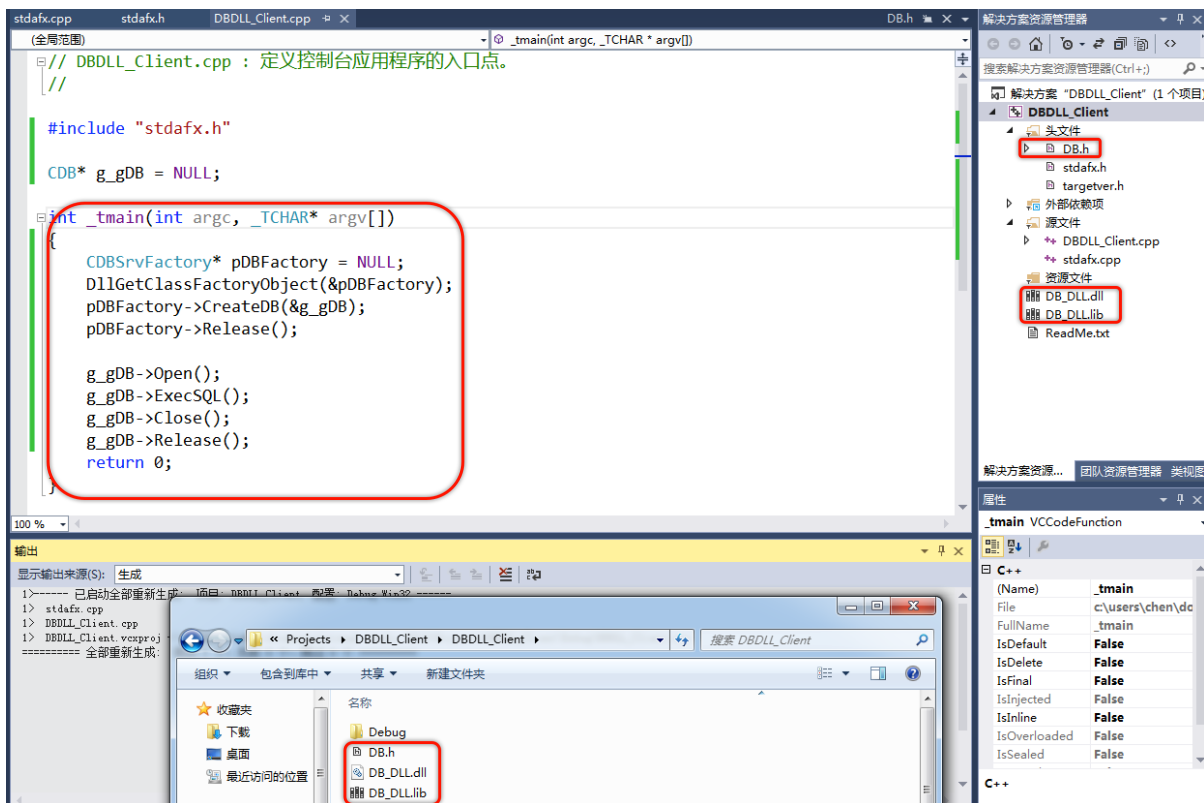 stdafx.cpp stdafx.h DBDLL_Client.cpp DB.h
(全局范围) _tmain(int argc, _TCHAR * argv[])
// DBDLL_Client.cpp : 定义控制台应用程序的入口点。
//
#include "stdafx.h"
CDB* g_gDB = NULL;
int _tmain(int argc, _TCHAR* argv[])
{
CDBSrvFactory* pDBFactory = NULL;
DllGetClassFactoryObject(&pDBFactory);
pDBFactory->CreateDB(&g_gDB);
pDBFactory->Release();
g_gDB->Open();
g_gDB->ExecSQL();
g_gDB->Close();
g_gDB->Release();
return 0;
}
100 %
输出
显示输出来源(S): 生成
1>------ 已启动全部重新生成: 项目: DBDLL_Client, 配置: Debug Win32 ------
1> stdafx.cpp
1> DBDLL_Client.cpp
1> DBDLL_Client.vcxproj
========== 全部重新生成:
« Projects DBDLL_Client DBDLL_Client
搜索 DBDLL_Client
组织 包含到库中 共享 新建文件夹
收藏夹
下载
桌面
最近访问的位置
名称
Debug
DB.h
DB_DLL.dll
DB_DLL.lib
解决方案资源管理器
搜索解决方案资源管理器(Ctrl+;)
解决方案 "DBDLL_Client" (1 个项目)
DBDLL_Client
头文件
DB.h
stdafx.h
targetver.h
外部依赖项
源文件
DBDLL_Client.cpp
stdafx.cpp
资源文件
DB_DLL.dll
DB_DLL.lib
ReadMe.txt
解决方案资源... 团队资源管理器 类视图
属性
_tmain VCCodeFunction
C++
(Name) _tmain
File c:\users\chen\do
FullName _tmain
IsDefault False
IsDelete False
IsFinal False
IsInjected False
IsInline False
IsOverloaded False
IsSealed False
C++